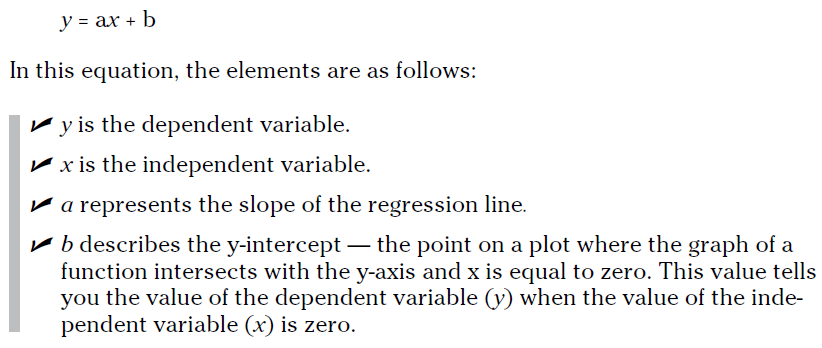 y = ax + b
In this equation, the elements are as follows:
✓ y is the dependent variable.
✓ x is the independent variable.
✓ a represents the slope of the regression line.
✓ b describes the y-intercept — the point on a plot where the graph of a
function intersects with the y-axis and x is equal to zero. This value tells
you the value of the dependent variable (y) when the value of the inde-
pendent variable (x) is zero.